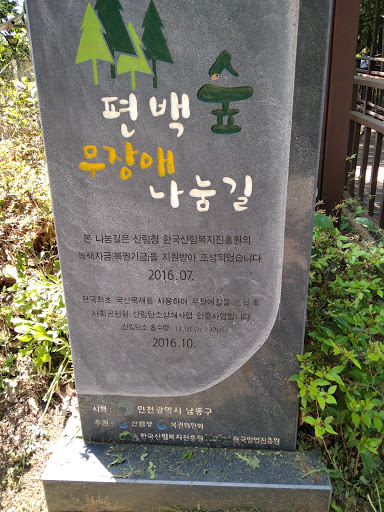 편백 숲
무장애
나눔길
본 나눔길은 산림청 한국산림복지진흥원의
녹색자금(복권기금)을 지원받아 조성되었습니다
2016.07.
전국최초 국산목재를 사용하여 무장애길을 조성 후
사회공헌형 산림탄소상쇄사업 인증사업입니다.
2016.10.
시행: 인천광역시 남동구
후원: 산림청 복권위원회
한국산림복지진흥원 한국임업진흥원